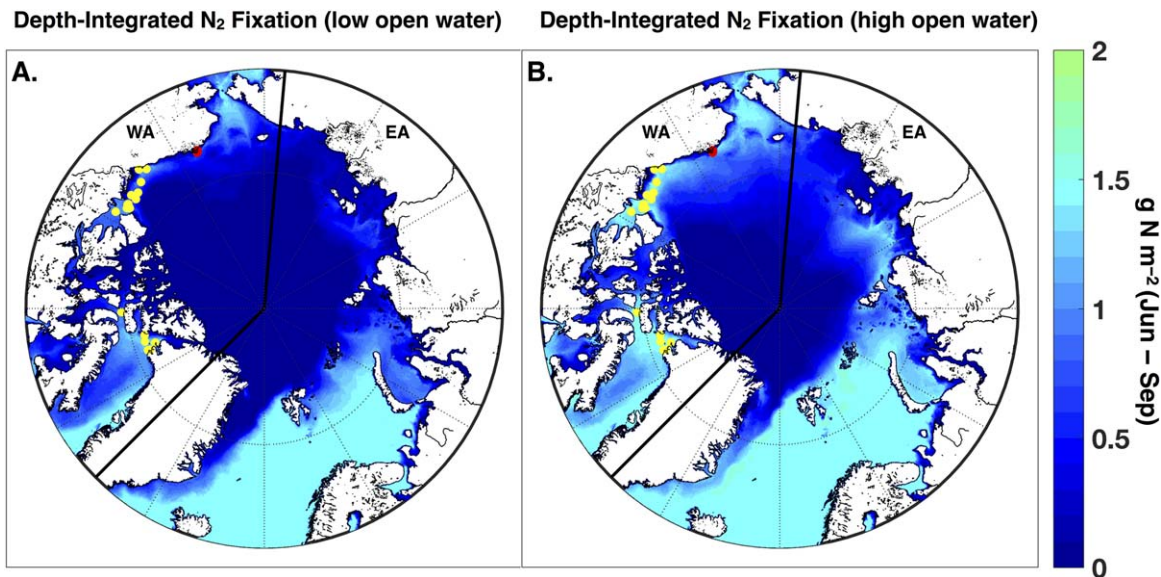 Depth-Integrated N₂ Fixation (low open water)
Depth-Integrated N₂ Fixation (high open water)
A.
WA
EA
B.
WA
EA
2
1.5
1
0.5
0
g N m⁻² (Jun – Sep)